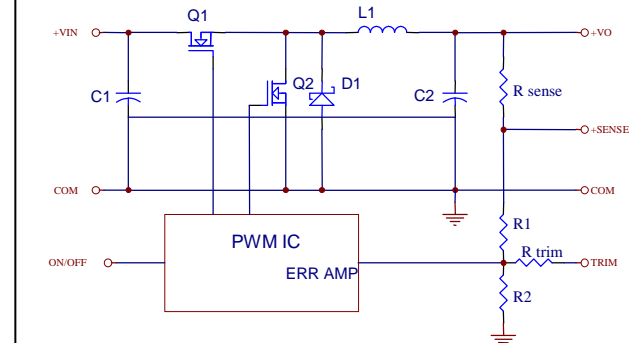 Q1
L1
+VIN
+VO
C1
Q2
D1
C2
R sense
+SENSE
COM
COM
R1
PWM IC
R trim
ON/OFF
ERR AMP
TRIM
R2